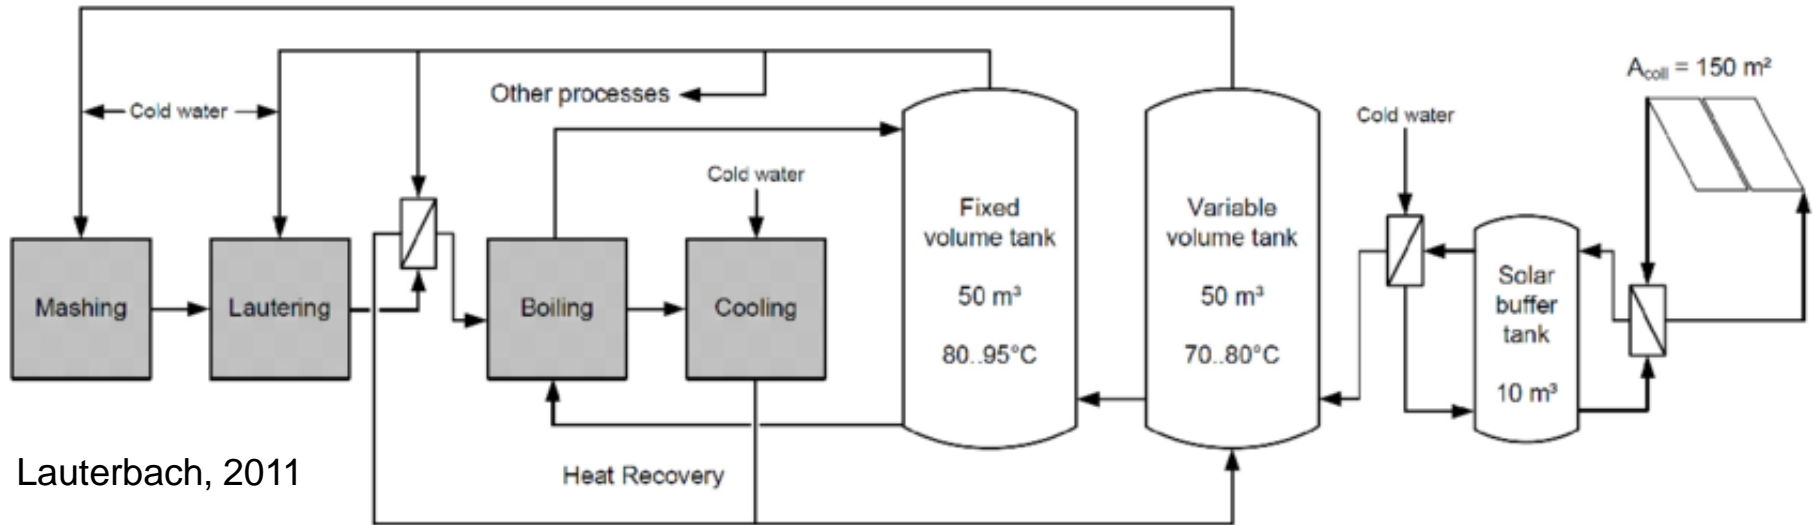 A_coll = 150 m²
Other processes
Cold water
Cold water
Cold water
Mashing
Lautering
Boiling
Cooling
Fixed
volume tank
50 m³
80..95°C
Variable
volume tank
50 m³
70..80°C
Solar
buffer
tank
10 m³
Heat Recovery
Lauterbach, 2011